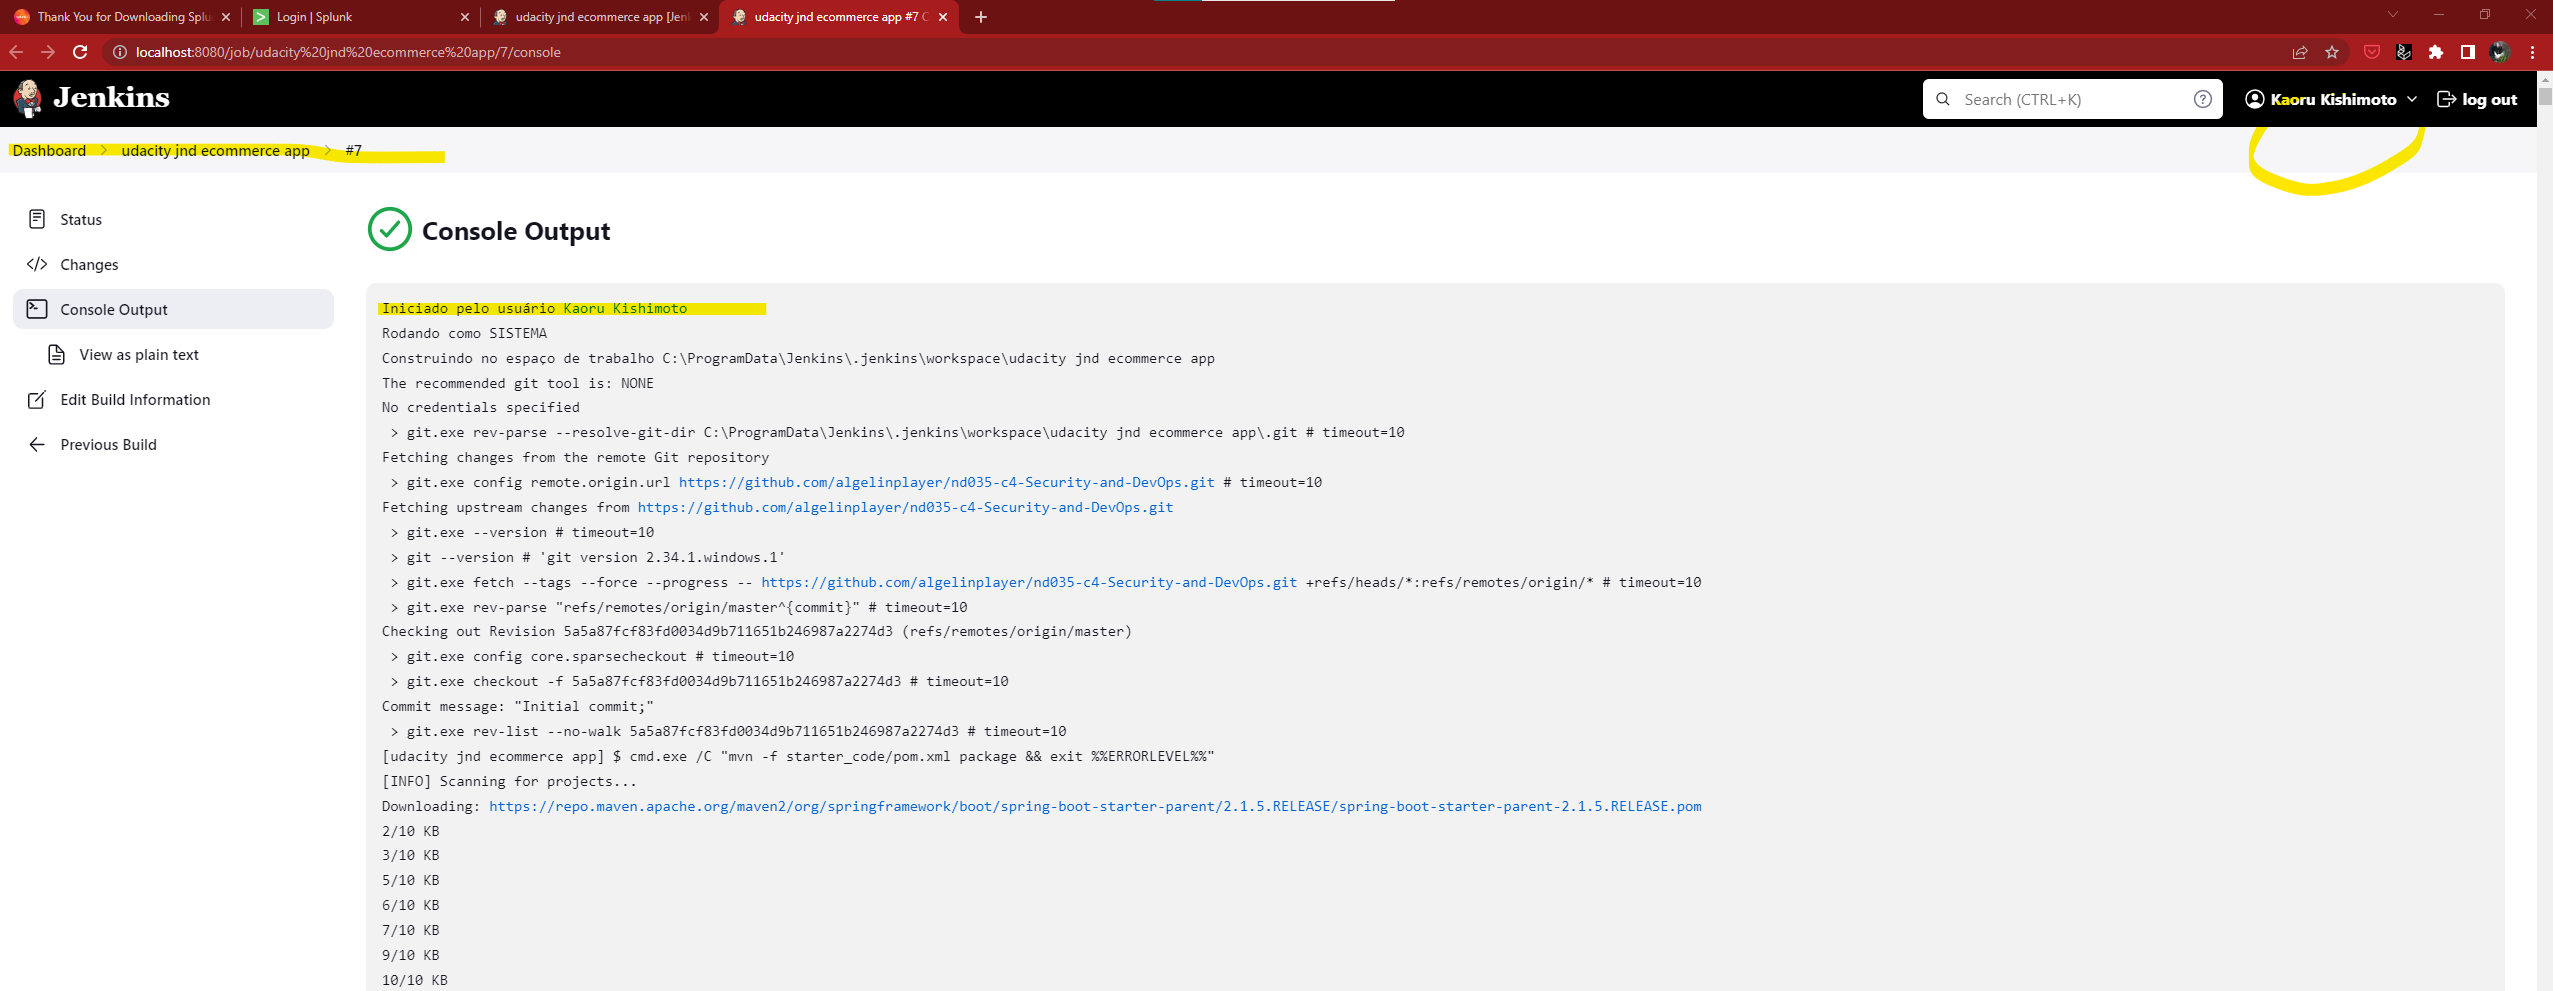 Thank You for Downloading Splu
Login | Splunk
udacity jnd ecommerce app [Jen
udacity jnd ecommerce app #7 C
localhost:8080/job/udacity%20jnd%20ecommerce%20app/7/console
Jenkins
Search (CTRL+K)
Kaoru Kishimoto
log out
Dashboard > udacity jnd ecommerce app > #7
Status
Changes
Console Output
View as plain text
Edit Build Information
Previous Build
Console Output
Iniciado pelo usuário Kaoru Kishimoto
Rodando como SISTEMA
Construindo no espaço de trabalho C:\ProgramData\Jenkins\.jenkins\workspace\udacity jnd ecommerce app
The recommended git tool is: NONE
No credentials specified
> git.exe rev-parse --resolve-git-dir C:\ProgramData\Jenkins\.jenkins\workspace\udacity jnd ecommerce app\.git # timeout=10
Fetching changes from the remote Git repository
> git.exe config remote.origin.url https://github.com/algelinplayer/nd035-c4-Security-and-DevOps.git # timeout=10
Fetching upstream changes from https://github.com/algelinplayer/nd035-c4-Security-and-DevOps.git
> git.exe --version # timeout=10
> git --version # 'git version 2.34.1.windows.1'
> git.exe fetch --tags --force --progress -- https://github.com/algelinplayer/nd035-c4-Security-and-DevOps.git +refs/heads/*:refs/remotes/origin/* # timeout=10
> git.exe rev-parse "refs/remotes/origin/master^{commit}" # timeout=10
Checking out Revision 5a5a87fcf83fd0034d9b711651b246987a2274d3 (refs/remotes/origin/master)
> git.exe config core.sparsecheckout # timeout=10
> git.exe checkout -f 5a5a87fcf83fd0034d9b711651b246987a2274d3 # timeout=10
Commit message: "Initial commit;"
> git.exe rev-list --no-walk 5a5a87fcf83fd0034d9b711651b246987a2274d3 # timeout=10
[udacity jnd ecommerce app] $ cmd.exe /C "mvn -f starter_code/pom.xml package && exit %%ERRORLEVEL%%"
[INFO] Scanning for projects...
Downloading: https://repo.maven.apache.org/maven2/org/springframework/boot/spring-boot-starter-parent/2.1.5.RELEASE/spring-boot-starter-parent-2.1.5.RELEASE.pom
2/10 KB
3/10 KB
5/10 KB
6/10 KB
7/10 KB
9/10 KB
10/10 KB